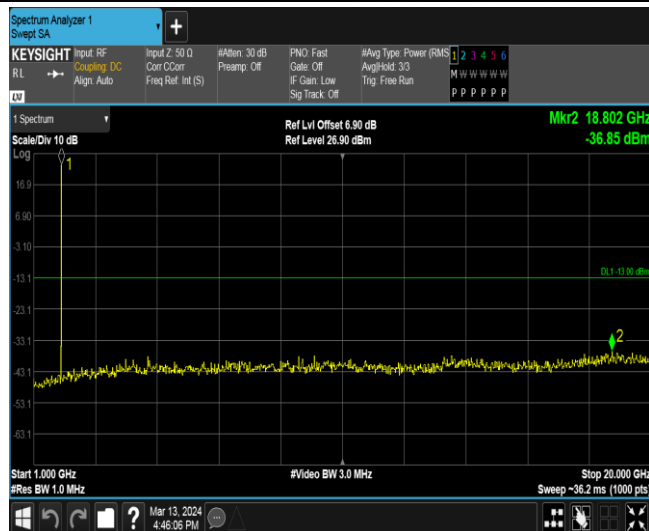 Spectrum Analyzer 1
Swept SA
+
KEYSIGHT
RL
LXI
Input: RF
Coupling: DC
Align: Auto
Input Z: 50 Ω
Corr CCorr
Freq Ref: Int (S)
#Atten: 30 dB
Preamp: Off
PNO: Fast
Gate: Off
IF Gain: Low
Sig Track: Off
#Avg Type: Power (RMS
Avg|Hold: 3/3
Trig: Free Run
1 2 3 4 5 6
M W W W W W
P P P P P P
1 Spectrum
Scale/Div 10 dB
Log
Ref Lvl Offset 6.90 dB
Ref Level 26.90 dBm
Mkr2 18.802 GHz
-36.85 dBm
1
16.9
6.90
-3.10
-13.1
DL1 -13.00 dBm
-23.1
-33.1
2
-43.1
-53.1
-63.1
Start 1.000 GHz
#Res BW 1.0 MHz
#Video BW 3.0 MHz
Stop 20.000 GHz
Sweep ~36.2 ms (1000 pts)
?
Mar 13, 2024
4:46:06 PM